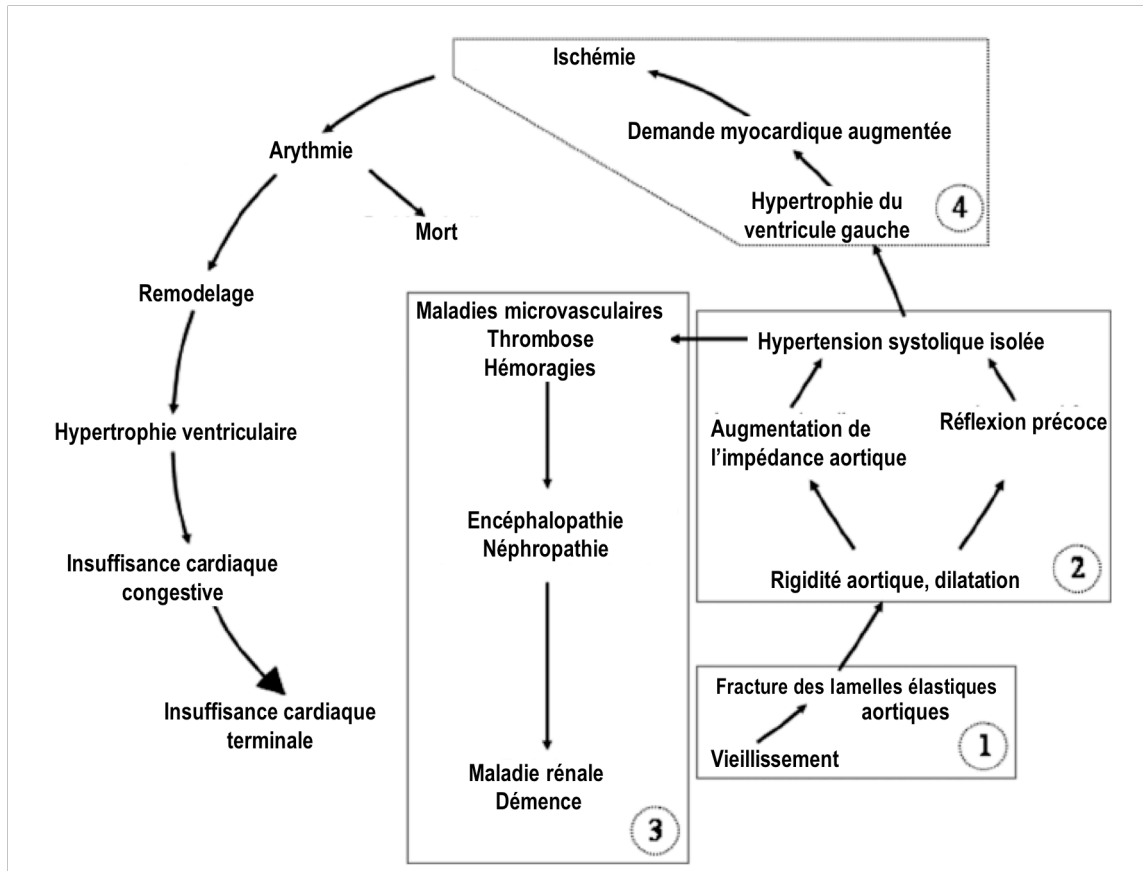 Ischémie
Demande myocardique augmentée
Hypertrophie du
ventricule gauche
4
Arythmie
Mort
Remodelage
Hypertrophie ventriculaire
Insuffisance cardiaque
congestive
Insuffisance cardiaque
terminale
Maladies microvasculaires
Thrombose
Hémoragies
Encéphalopathie
Néphropathie
Maladie rénale
Démence
3
Hypertension systolique isolée
Augmentation de
l'impédance aortique
Réflexion précoce
Rigidité aortique, dilatation
2
Fracture des lamelles élastiques
aortiques
Vieillissement
1